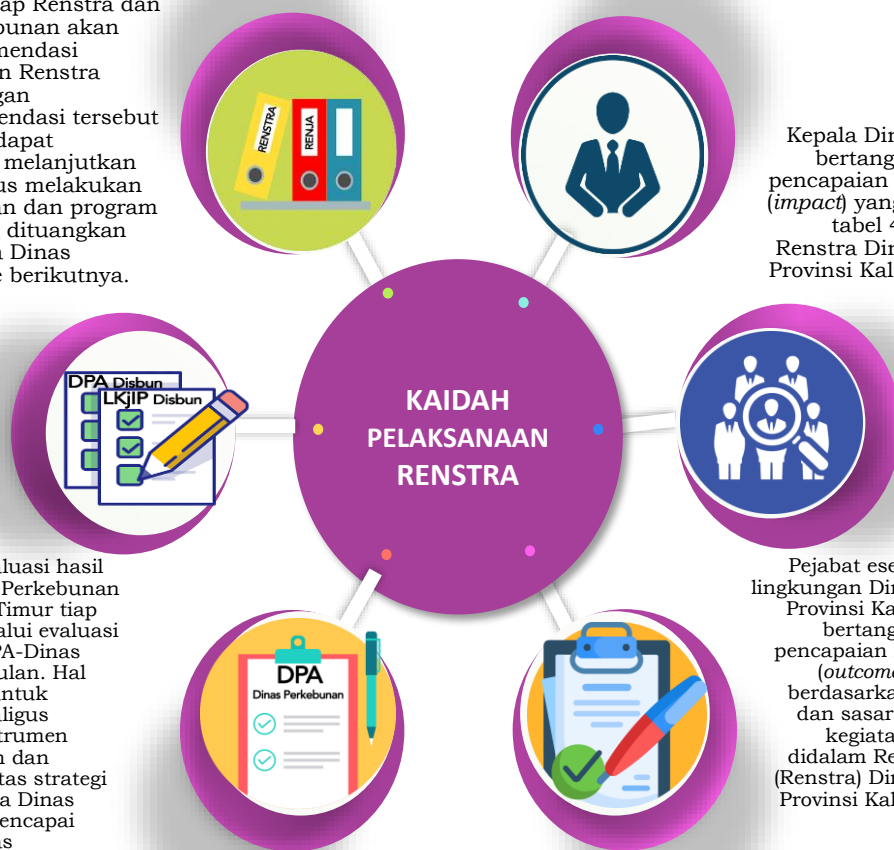 ap Renstra dan
bunan akan
mendasi
n Renstra
gan
endasi tersebut
dapat
melanjutkan
us melakukan
an dan program
g dituangkan
a Dinas
e berikutnya.
RENSTRA
RENJA
Kepala Din
bertang
pencapaian
(impact) yang
tabel 4
Renstra Din
Provinsi Kal
DPA Disbun
LKjIP Disbun
KAIDAH
PELAKSANAAN
RENSTRA
luasi hasil
Perkebunan
Timur tiap
alui evaluasi
PA-Dinas
ulan. Hal
untuk
ligus
strumen
n dan
itas strategi
a Dinas
encapai
as
DPA
Dinas Perkebunan
Pejabat ese
lingkungan Din
Provinsi Ka
bertang
pencapaian
(outcome
berdasarka
dan sasar
kegiata
didalam Re
(Renstra) Din
Provinsi Kal